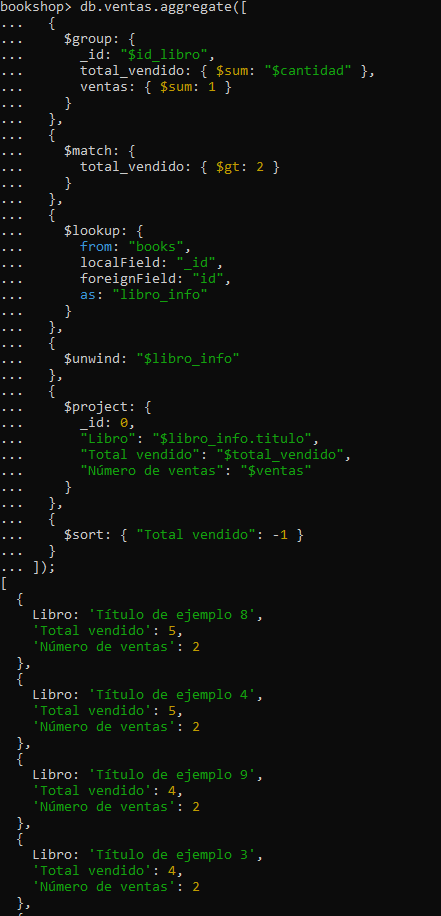 bookshop> db.ventas.aggregate([
...    {
...      $group: {
...        _id: "$id_libro",
...        total_vendido: { $sum: "$cantidad" },
...        ventas: { $sum: 1 }
...      }
...    },
...    {
...      $match: {
...        total_vendido: { $gt: 2 }
...      }
...    },
...    {
...      $lookup: {
...        from: "books",
...        localField: "_id",
...        foreignField: "id",
...        as: "libro_info"
...      }
...    },
...    {
...      $unwind: "$libro_info"
...    },
...    {
...      $project: {
...        _id: 0,
...        "Libro": "$libro_info.titulo",
...        "Total vendido": "$total_vendido",
...        "Número de ventas": "$ventas"
...      }
...    },
...    {
...      $sort: { "Total vendido": -1 }
...    }
... ]);
[
  {
    Libro: 'Título de ejemplo 8',
    'Total vendido': 5,
    'Número de ventas': 2
  },
  {
    Libro: 'Título de ejemplo 4',
    'Total vendido': 5,
    'Número de ventas': 2
  },
  {
    Libro: 'Título de ejemplo 9',
    'Total vendido': 4,
    'Número de ventas': 2
  },
  {
    Libro: 'Título de ejemplo 3',
    'Total vendido': 4,
    'Número de ventas': 2
  },